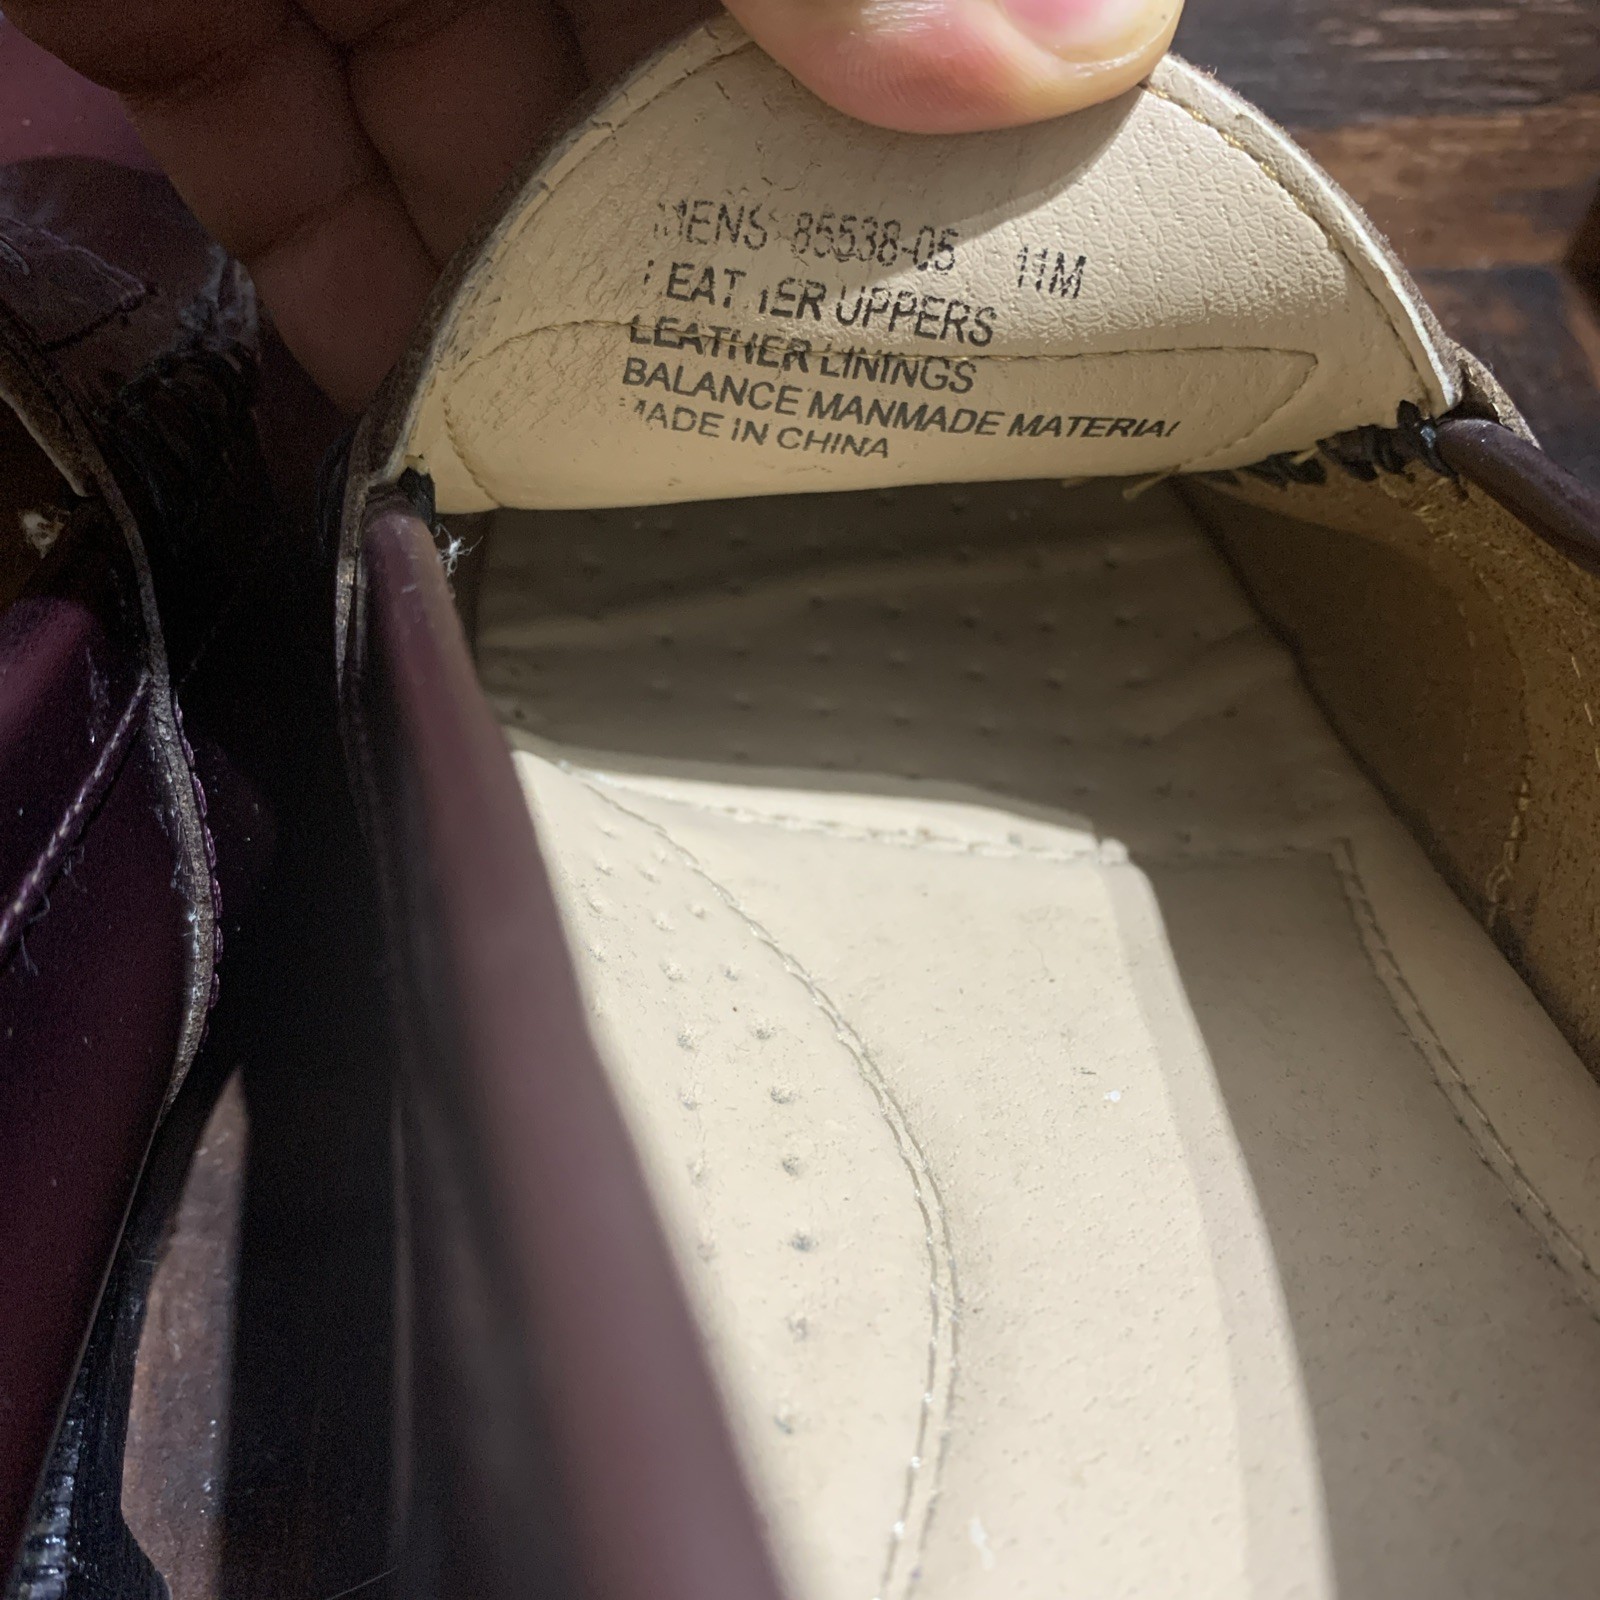 MENS 85538-05 11M
LEATHER UPPERS
LEATHER LININGS
BALANCE MANMADE MATERIAL
MADE IN CHINA